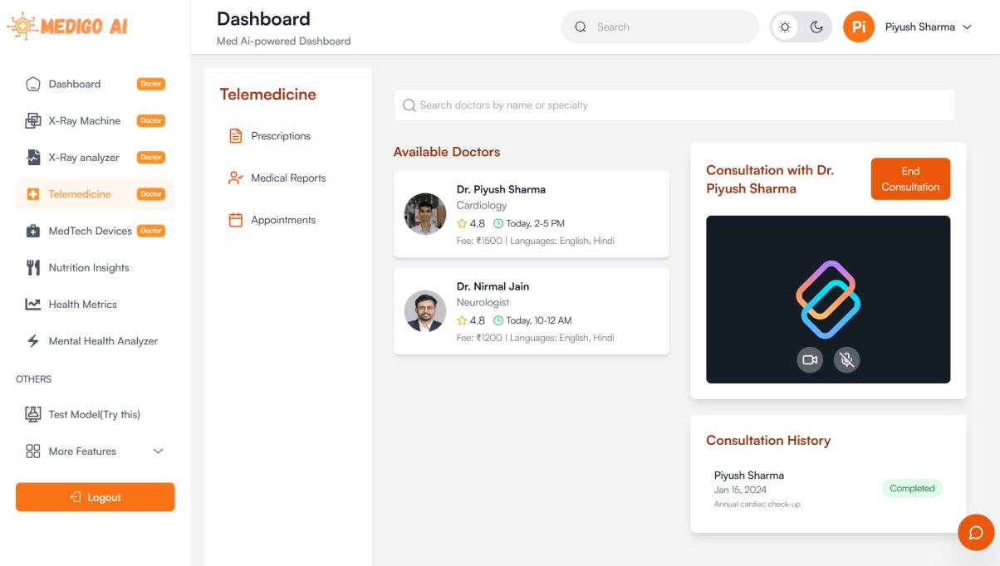 MEDIGO AI
Dashboard
Med Ai-powered Dashboard
Search
Pi
Piyush Sharma
Dashboard Doctor
X-Ray Machine Doctor
X-Ray analyzer Doctor
Telemedicine Doctor
MedTech Devices Doctor
Nutrition Insights
Health Metrics
Mental Health Analyzer
OTHERS
Test Model(Try this)
More Features
Logout
Telemedicine
Prescriptions
Medical Reports
Appointments
Search doctors by name or specialty
Available Doctors
Dr. Piyush Sharma
Cardiology
4.8 Today, 2-5 PM
Fee: ₹1500 | Languages: English, Hindi
Dr. Nirmal Jain
Neurologist
4.8 Today, 10-12 AM
Fee: ₹1200 | Languages: English, Hindi
Consultation with Dr.
Piyush Sharma
End
Consultation
Consultation History
Piyush Sharma
Jan 15, 2024
Annual cardiac check-up
Completed